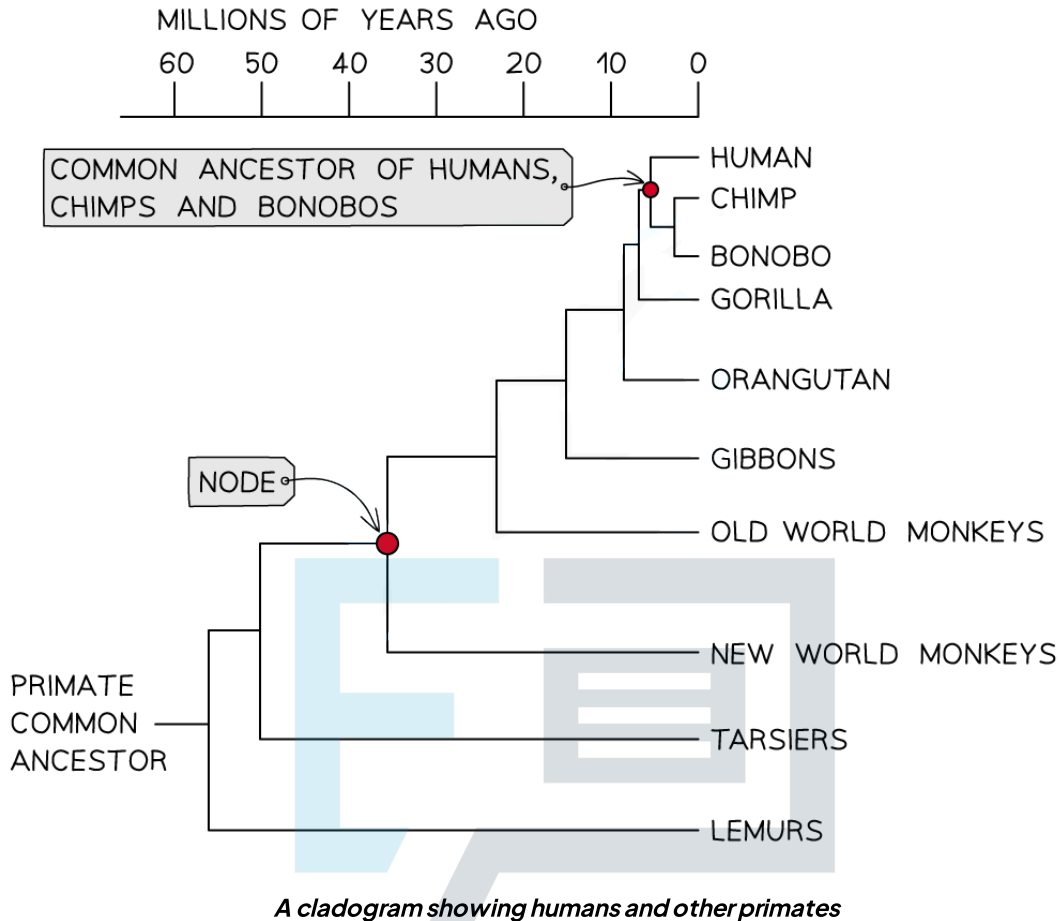 MILLIONS OF YEARS AGO
60 50 40 30 20 10 0
COMMON ANCESTOR OF HUMANS,
CHIMPS AND BONOBOS
HUMAN
CHIMP
BONOBO
GORILLA
ORANGUTAN
GIBBONS
NODE
OLD WORLD MONKEYS
NEW WORLD MONKEYS
PRIMATE
COMMON
ANCESTOR
TARSIERS
LEMURS
A cladogram showing humans and other primates